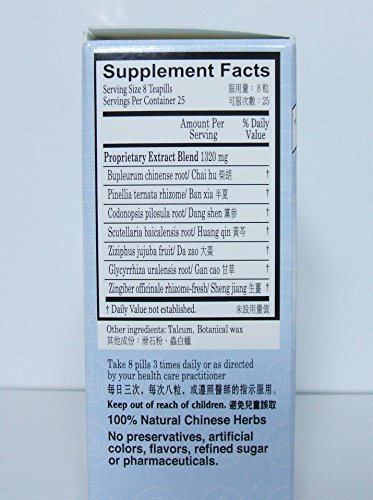 Supplement Facts
Serving Size 8 Teapills 服用量：8 粒
Servings Per Container 25 可服次數：25
Amount Per Serving % Daily Value
Proprietary Extract Blend 1320 mg
Bupleurum chinense root/ Chai hu 柴胡 †
Pinellia ternata rhizome/ Ban xia 半夏 †
Codonopsis pilosula root/ Dang shen 黨參 †
Scutellaria baicalensis root/ Huang qin 黃芩 †
Ziziphus jujuba fruit/ Da zao 大棗 †
Glycyrrhiza uralensis root/ Gan cao 甘草 †
Zingiber officinale rhizome-fresh/ Sheng jiang 生薑 †
† Daily Value not established. 未設用量值
Other ingredients: Talcum, Botanical wax
其他成份：滑石粉、蟲白蠟
Take 8 pills 3 times daily or as directed
by your health care practitioner
每日三次，每次八粒，或遵照醫師的指示服用。
Keep out of reach of children. 避免兒童誤取
100% Natural Chinese Herbs
No preservatives, artificial
colors, flavors, refined sugar
or pharmaceuticals.